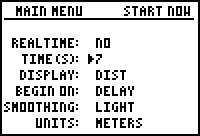 MAIN MENU START NOW
REALTIME: NO
TIME(S): ▶7
DISPLAY: DIST
BEGIN ON: DELAY
SMOOTHING: LIGHT
UNITS: METERS